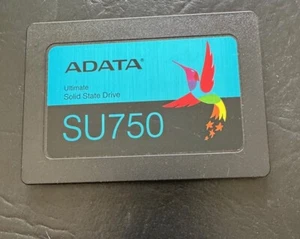 ADATA
Ultimate
Solid State Drive
SU750